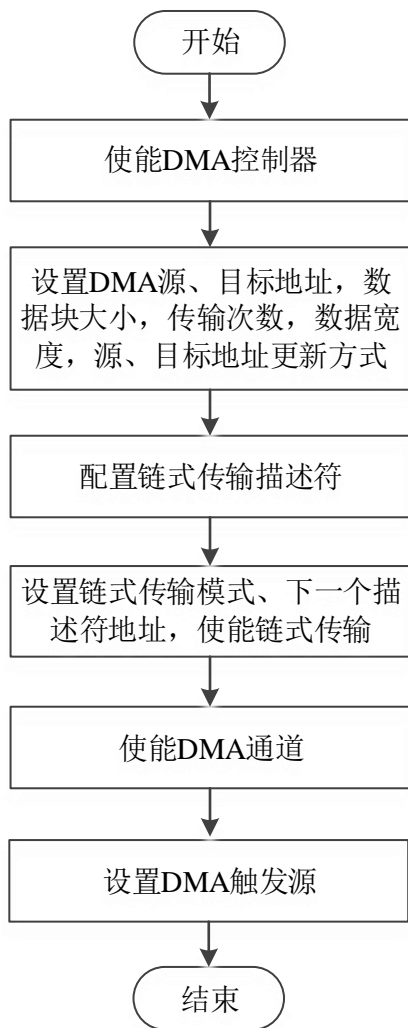 开始
使能DMA控制器
设置DMA源、目标地址，数
据块大小，传输次数，数据宽
度，源、目标地址更新方式
配置链式传输描述符
设置链式传输模式、下一个描
述符地址，使能链式传输
使能DMA通道
设置DMA触发源
结束